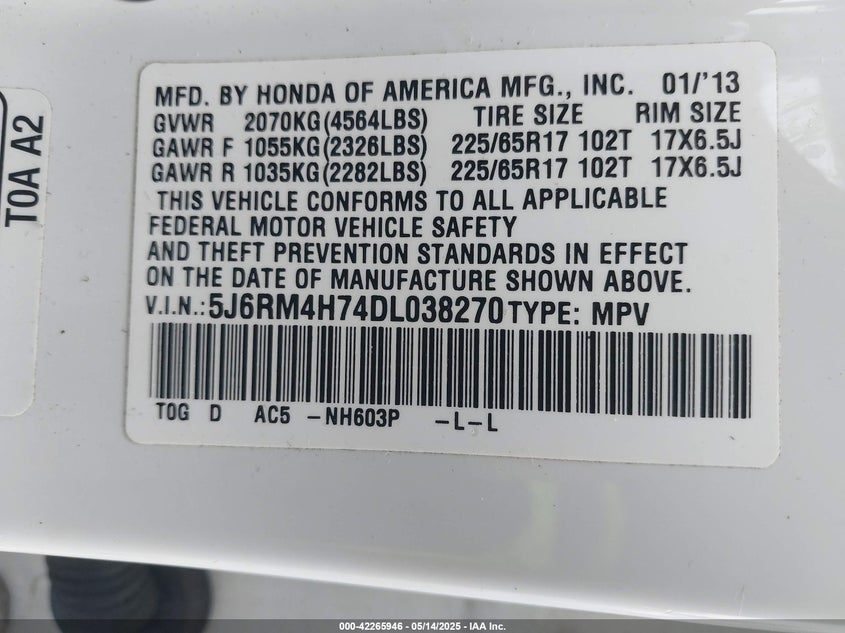 TOA A2
MFD. BY HONDA OF AMERICA MFG., INC. 01/'13
GVWR 2070KG(4564LBS) TIRE SIZE RIM SIZE
GAWR F 1055KG(2326LBS) 225/65R17 102T 17X6.5J
GAWR R 1035KG(2282LBS) 225/65R17 102T 17X6.5J
THIS VEHICLE CONFORMS TO ALL APPLICABLE
FEDERAL MOTOR VEHICLE SAFETY
AND THEFT PREVENTION STANDARDS IN EFFECT
ON THE DATE OF MANUFACTURE SHOWN ABOVE.
V.I.N.:5J6RM4H74DL038270 TYPE: MPV
TOG D AC5 -NH603P -L-L
000-42265946 - 05/14/2025 - IAA Inc.